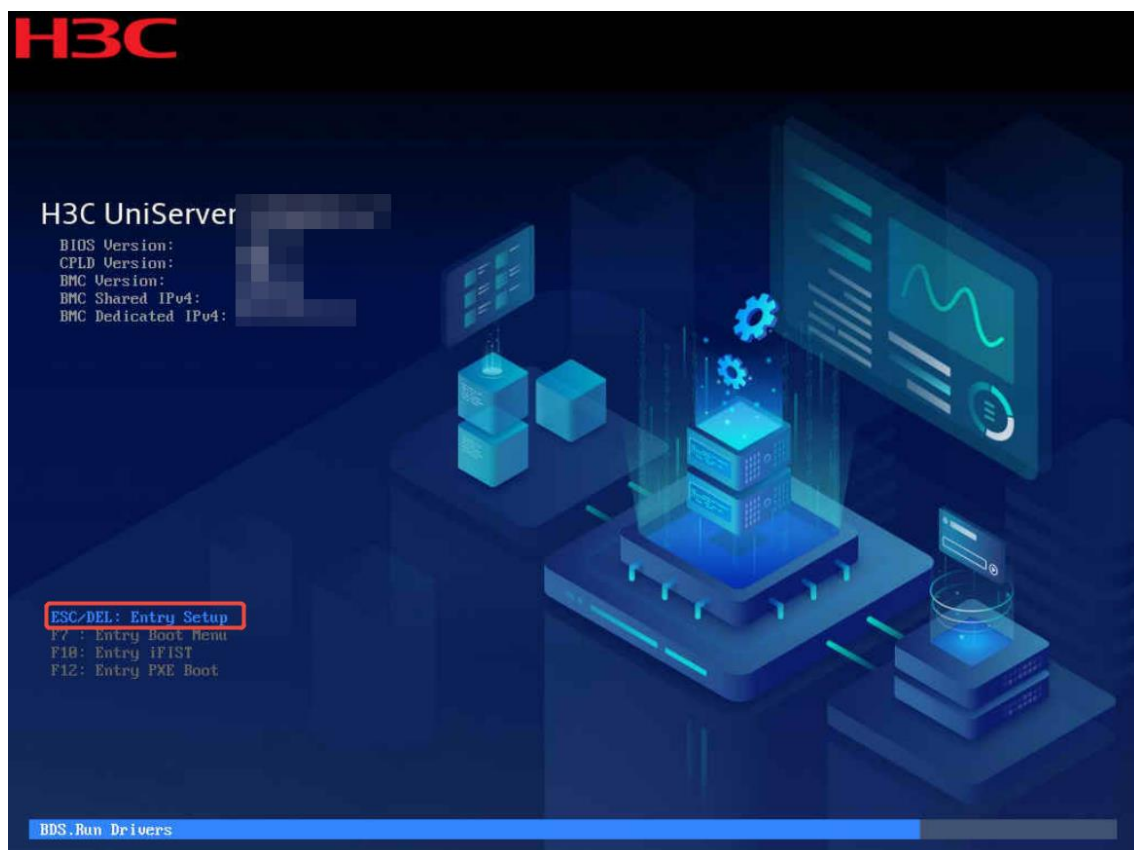 H3C
H3C UniServer
BIOS Version:
CPLD Version:
BMC Version:
BMC Shared IPv4:
BMC Dedicated IPv4:
ESC/DEL: Entry Setup
F7 : Entry Boot Menu
F10: Entry iFIST
F12: Entry PXE Boot
BDS.Run Drivers